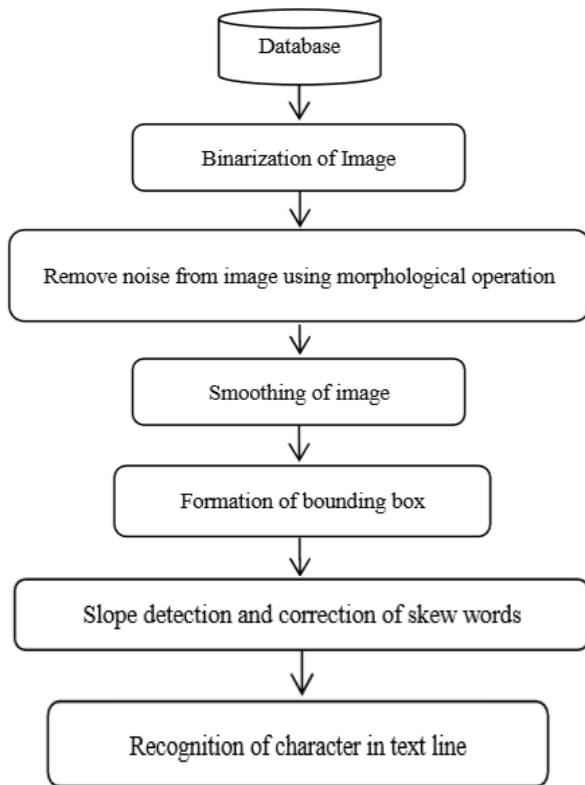 Database
Binarization of Image
Remove noise from image using morphological operation
Smoothing of image
Formation of bounding box
Slope detection and correction of skew words
Recognition of character in text line